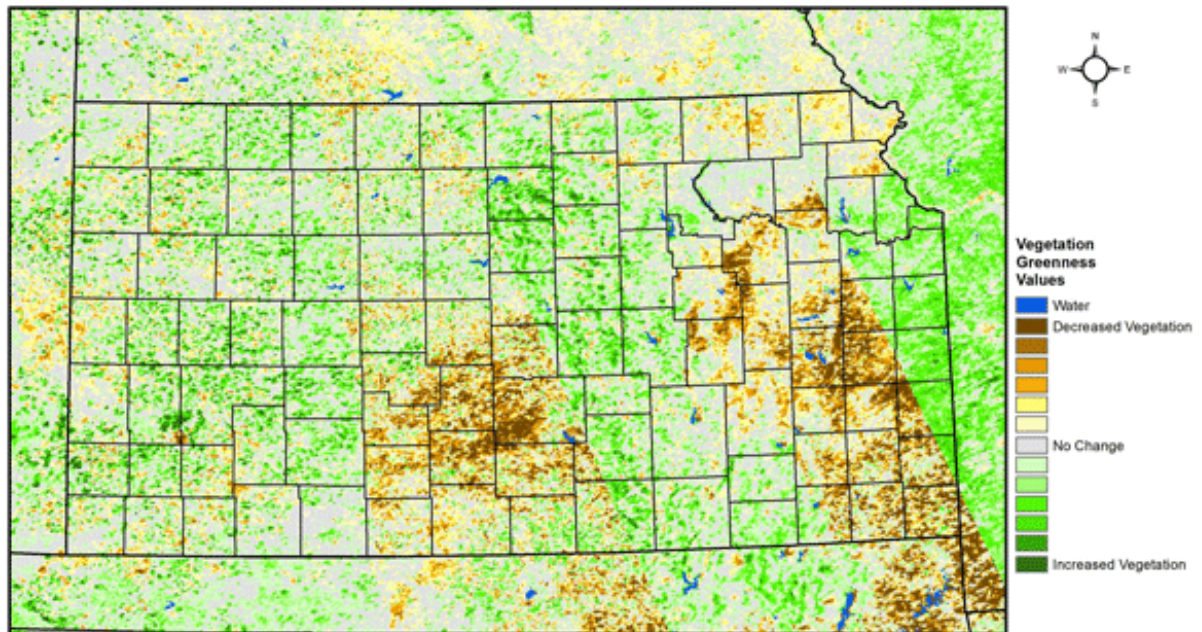 N
W E
S
Vegetation
Greenness
Values
Water
Decreased Vegetation
No Change
Increased Vegetation